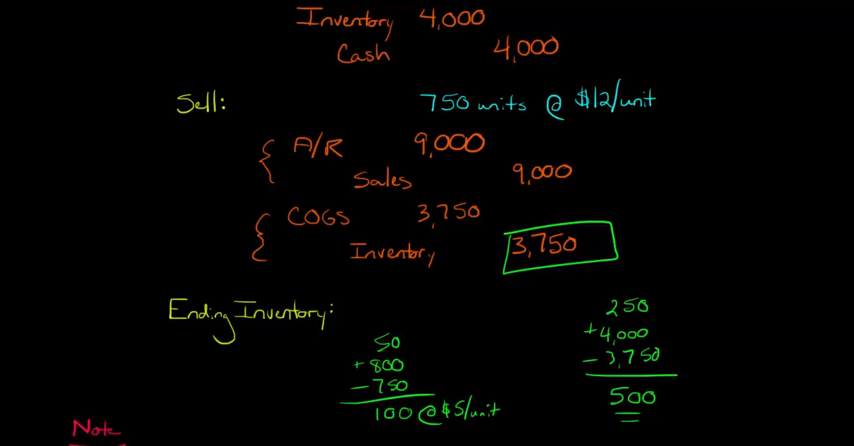 Inventory 4,000
Cash 4,000
Sell: 750 units @ $12/unit
A/R 9,000
Sales 9,000
COGS 3,750
Inventory 3,750
Ending Inventory:
50
+800
-750
100 @ $5/unit
250
+4,000
-3,750
500
Note